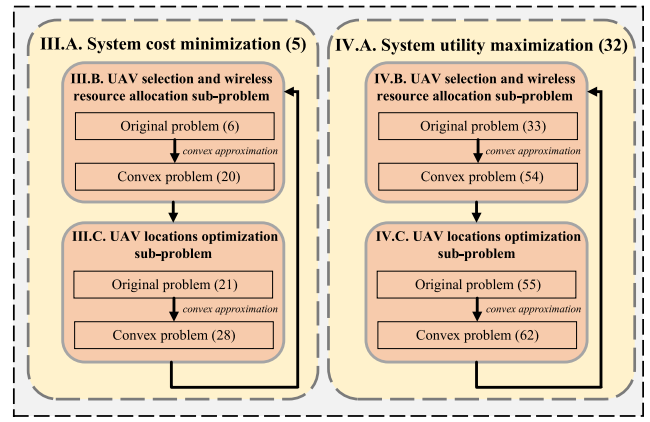 III.A. System cost minimization (5)
III.B. UAV selection and wireless
resource allocation sub-problem
Original problem (6)
convex approximation
Convex problem (20)
III.C. UAV locations optimization
sub-problem
Original problem (21)
convex approximation
Convex problem (28)
IV.A. System utility maximization (32)
IV.B. UAV selection and wireless
resource allocation sub-problem
Original problem (33)
convex approximation
Convex problem (54)
IV.C. UAV locations optimization
sub-problem
Original problem (55)
convex approximation
Convex problem (62)